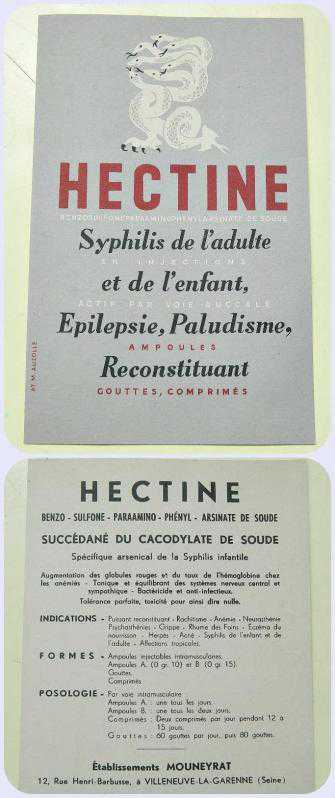 HECTINE
BENZOSULFONEPARAAMINOPHENYLARSINATE DE SOUDE
Syphilis de l'adulte
EN INJECTIONS
et de l'enfant,
ACTIF PAR VOIE BUCCALE
Epilepsie, Paludisme,
AMPOULES
Reconstituant
GOUTTES, COMPRIMÉS
AT. M. AUZOLLE
HECTINE
BENZO - SULFONE - PARAAMINO - PHÉNYL - ARSINATE DE SOUDE
SUCCÉDANÉ DU CACODYLATE DE SOUDE
Spécifique arsenical de la Syphilis infantile
Augmentation des globules rouges et du taux de l'hémoglobine chez
les anémiés - Tonique et équilibrant des systèmes nerveux central et
sympathique - Bactéricide et anti-infectieux.
Tolérance parfaite, toxicité pour ainsi dire nulle.
INDICATIONS - Puissant reconstituant - Rachitisme - Anémie - Neurasthénie
Psychasthénies - Grippe - Rhume des Foins - Eczéma du
nourrisson - Herpès - Acné - Syphilis de l'enfant et de
l'adulte - Affections tropicales.
FORMES - Ampoules injectables intramusculaires.
Ampoules A. (0 gr. 10) et B. (0 gr. 15).
Gouttes.
Comprimés
POSOLOGIE - Par voie intramusculaire
Ampoules A. : une tous les jours
Ampoules B. : une tous les deux jours.
Comprimés : Deux comprimés par jour pendant 12 à
15 jours.
Gouttes : 60 gouttes par jour, puis 80 gouttes.
Établissements MOUNEYRAT
12, Rue Henri-Barbusse, à VILLENEUVE-LA-GARENNE (Seine)